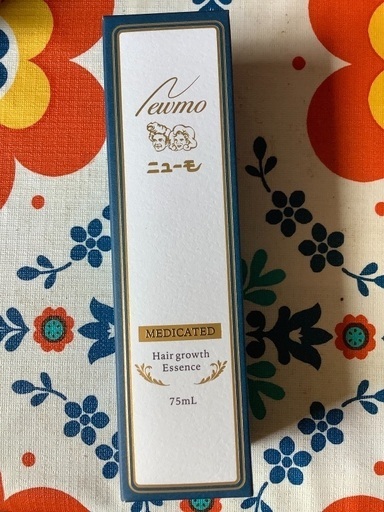 Newmo
ニューモ
MEDICATED
Hair growth
Essence
75mL